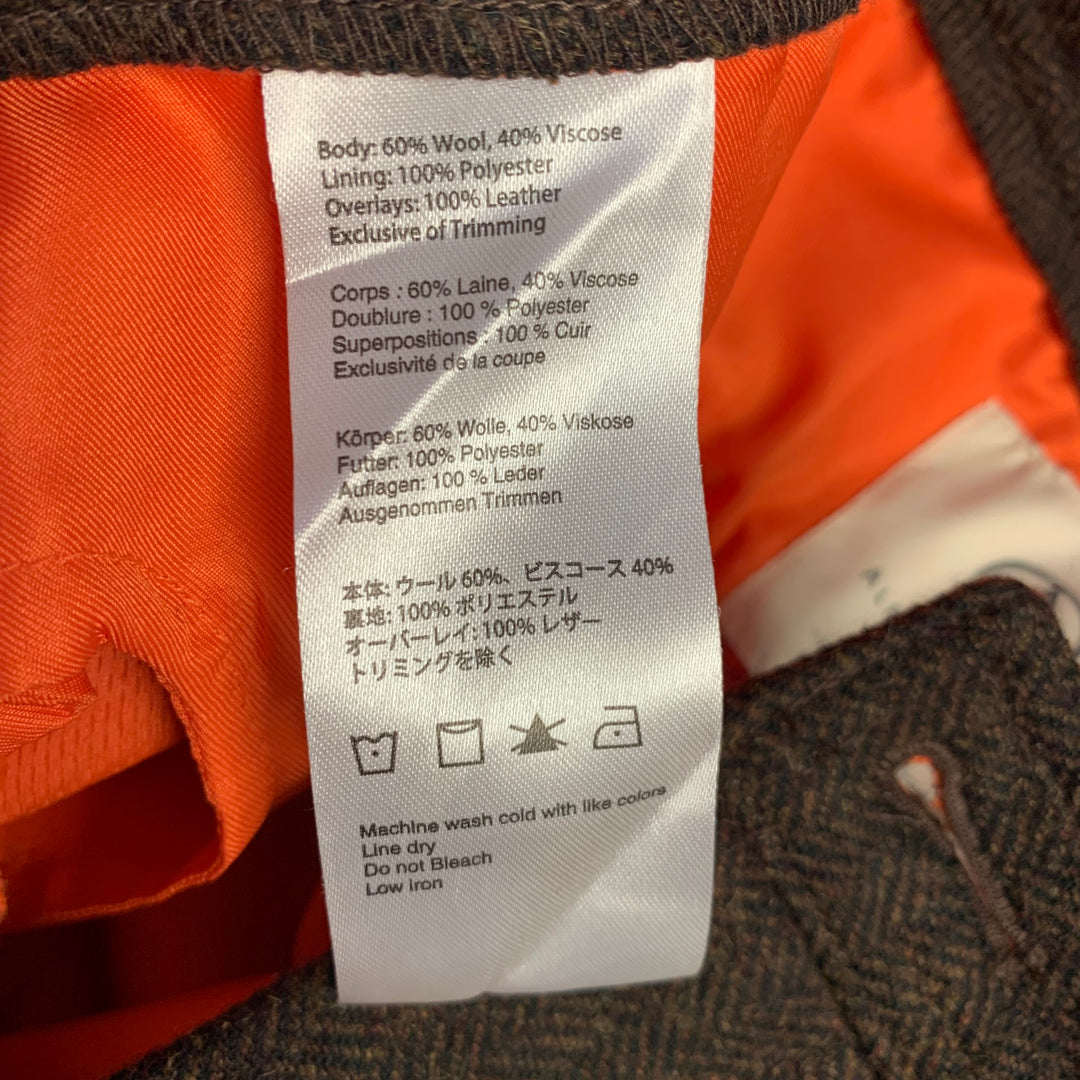 Body: 60% Wool, 40% Viscose
Lining: 100% Polyester
Overlays: 100% Leather
Exclusive of Trimming
Corps : 60% Laine, 40% Viscose
Doublure : 100 % Polyester
Superpositions : 100 % Cuir
Exclusivité de la coupe
Körper: 60% Wolle, 40% Viskose
Futter: 100% Polyester
Auflagen: 100 % Leder
Ausgenommen Trimmen
本体: ウール 60%、ビスコース 40%
裏地: 100% ポリエステル
オーバーレイ: 100% レザー
トリミングを除く
Machine wash cold with like colors
Line dry
Do not Bleach
Low Iron